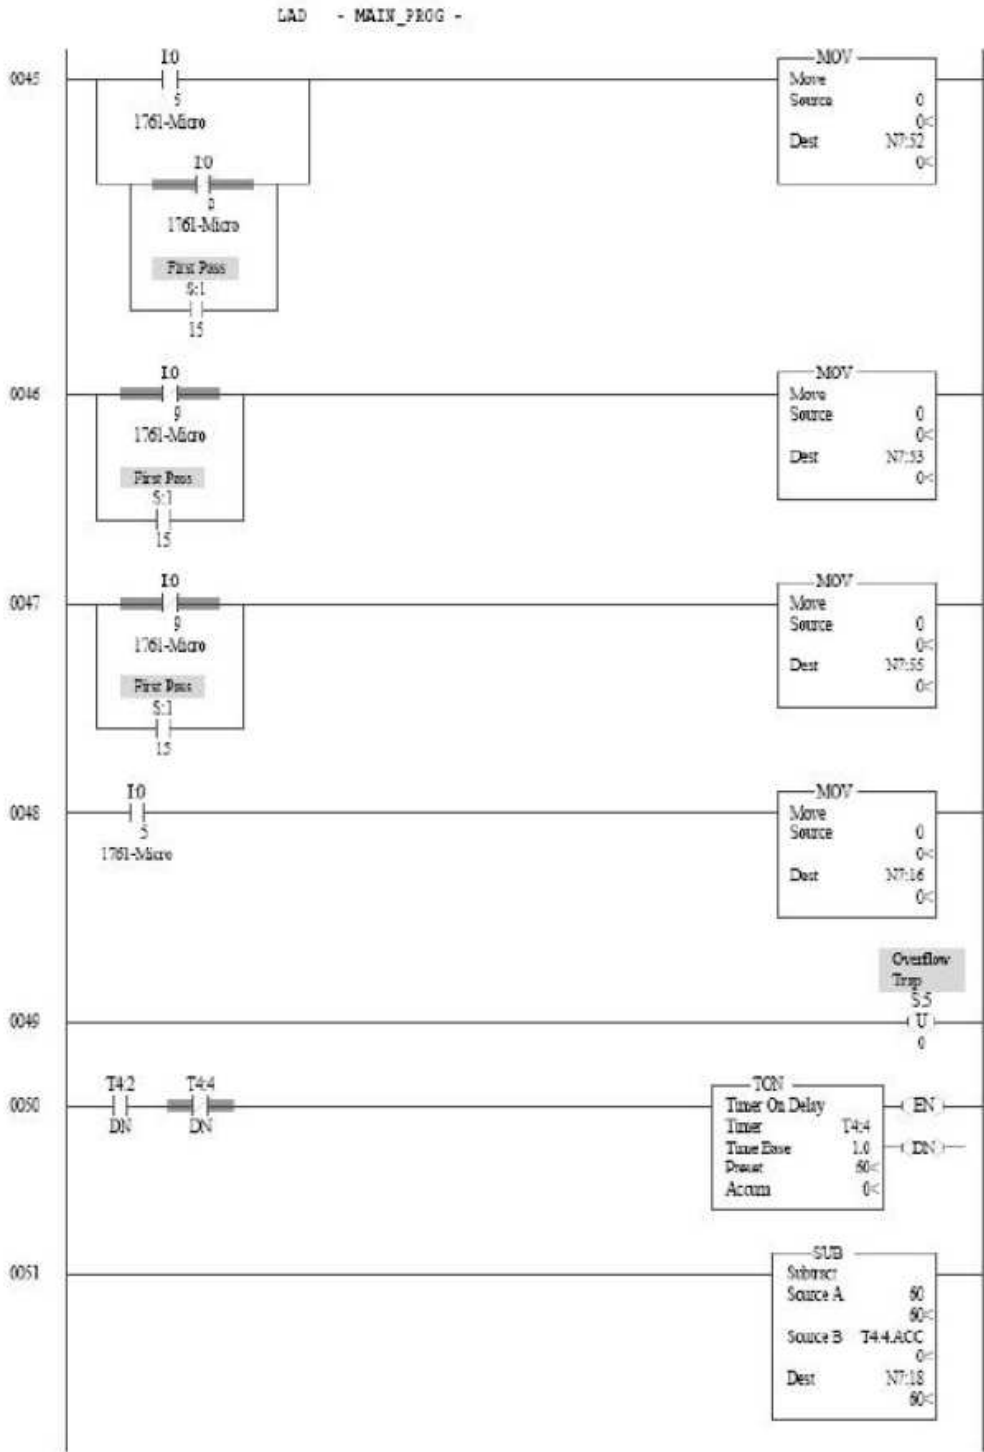 LAD - MAIN_PROG -
0045
I:0
5
1761-Micro
I:0
9
1761-Micro
First Pass
S:1
15
MOV
Move
Source 0
0<
Dest N7:52
0<
0046
I:0
9
1761-Micro
First Pass
S:1
15
MOV
Move
Source 0
0<
Dest N7:53
0<
0047
I:0
9
1761-Micro
First Pass
S:1
15
MOV
Move
Source 0
0<
Dest N7:55
0<
0048
I:0
5
1761-Micro
MOV
Move
Source 0
0<
Dest N7:16
0<
Overflow
Trap
S:5
0049
U
0
0050
T4:2
DN
T4:4
DN
TON
Timer On Delay
Timer T4:4
Time Base 1.0
Preset 60<
Accum 0<
EN
DN
0051
SUB
Subtract
Source A 60
60<
Source B T4:4.ACC
0<
Dest N7:18
60<